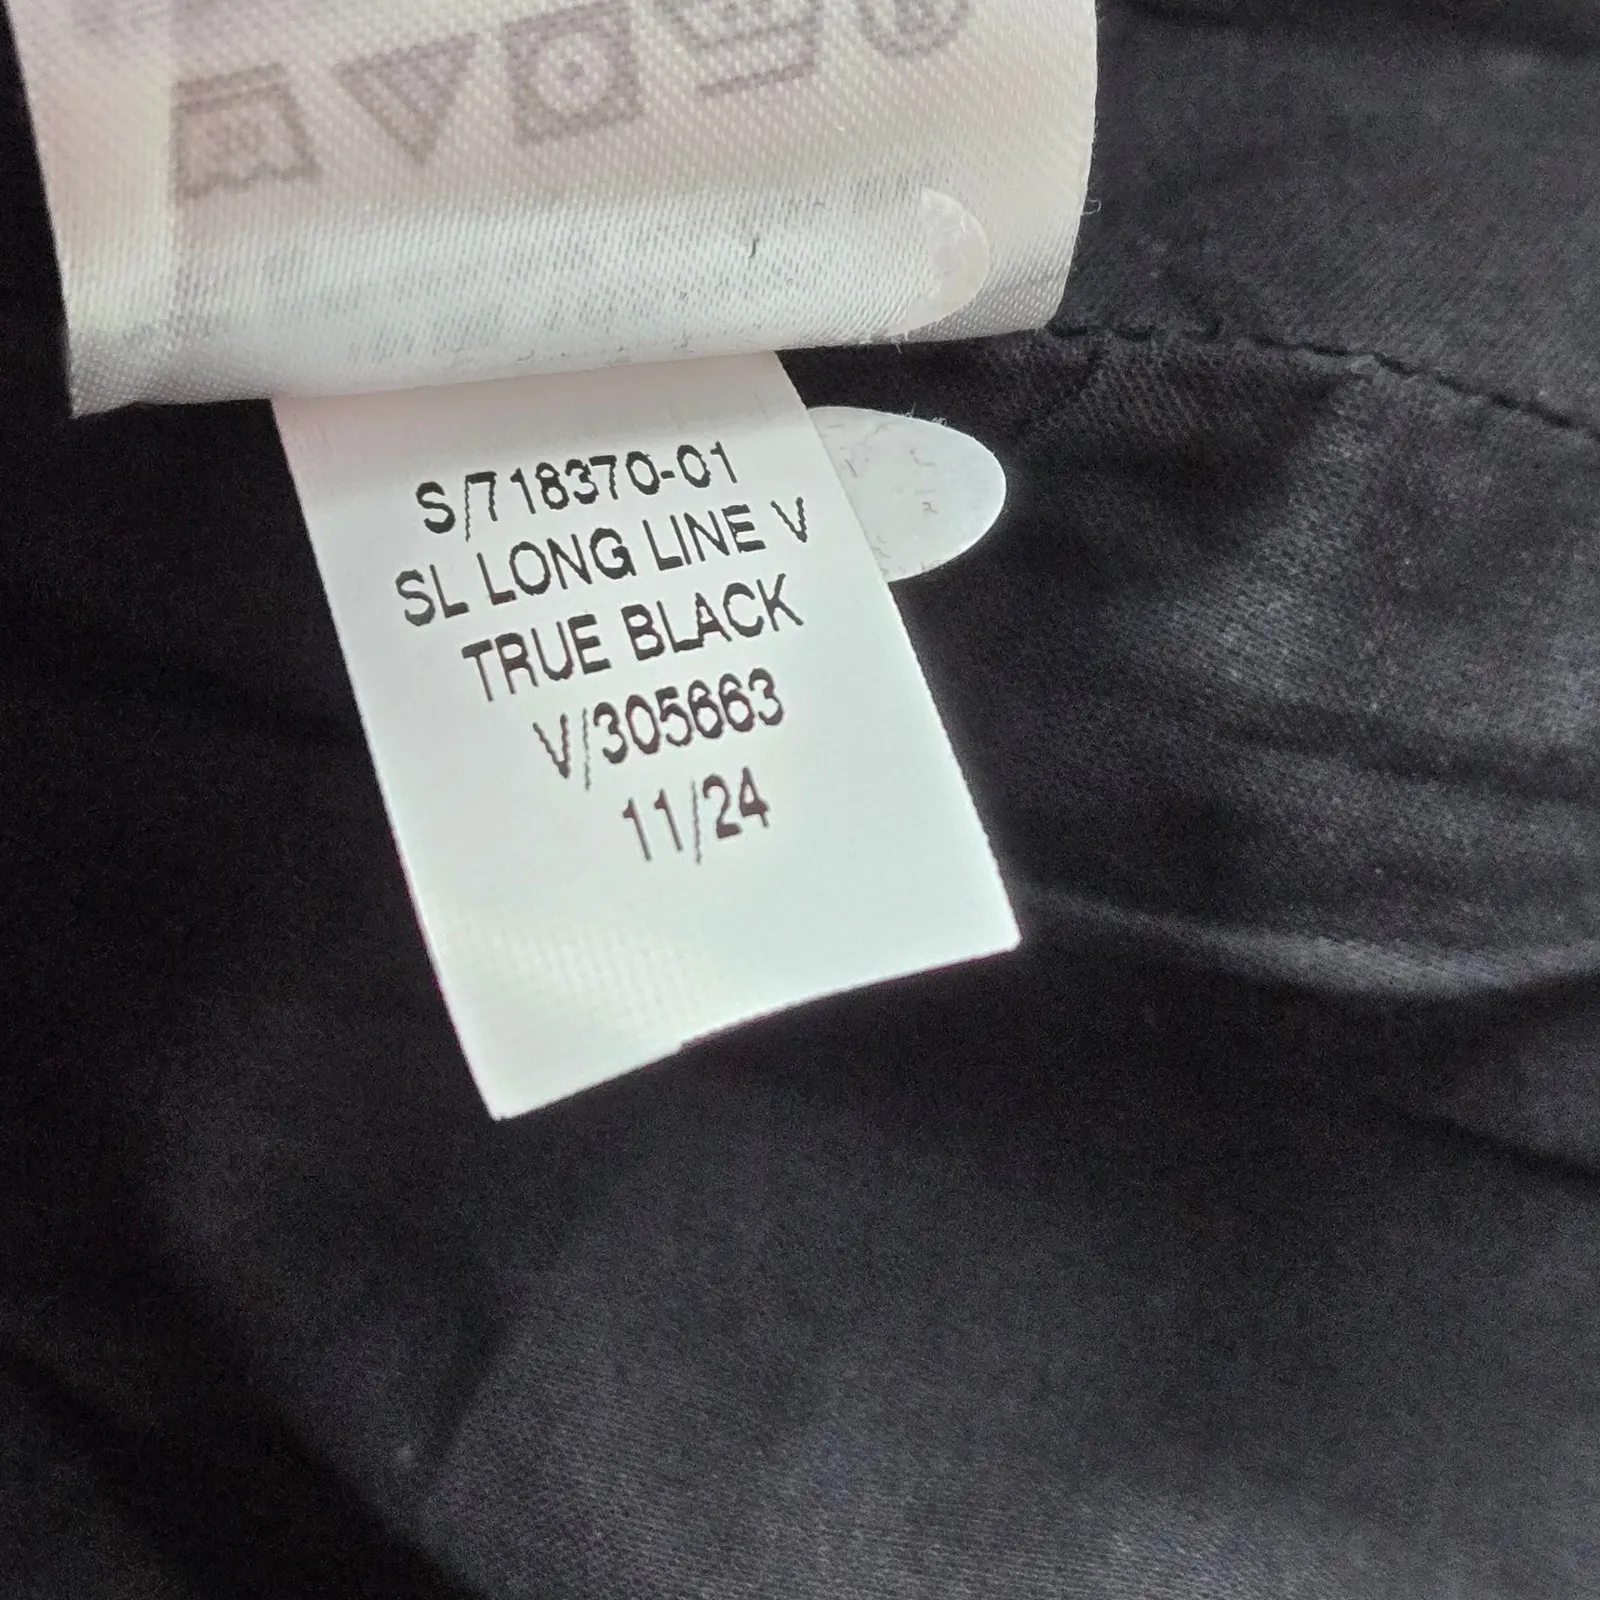 S/718370-01
SL LONG LINE V
TRUE BLACK
V/305663
11/24